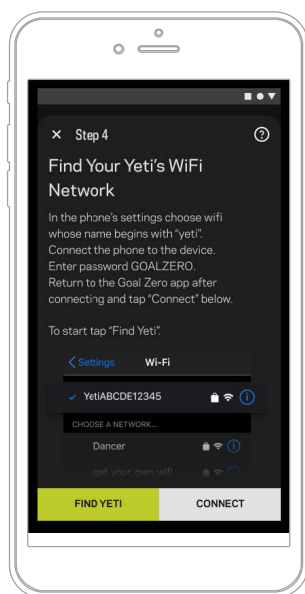 × Step 4
?
Find Your Yeti's WiFi
Network
In the phone's settings choose wifi
whose name begins with “yeti”.
Connect the phone to the device.
Enter password GOALZERO.
Return to the Goal Zero app after
connecting and tap “Connect” below.
To start tap “Find Yeti”.
Settings Wi-Fi
YetiABCDE12345
CHOOSE A NETWORK...
Dancer
get_your_own_wifi
FIND YETI CONNECT